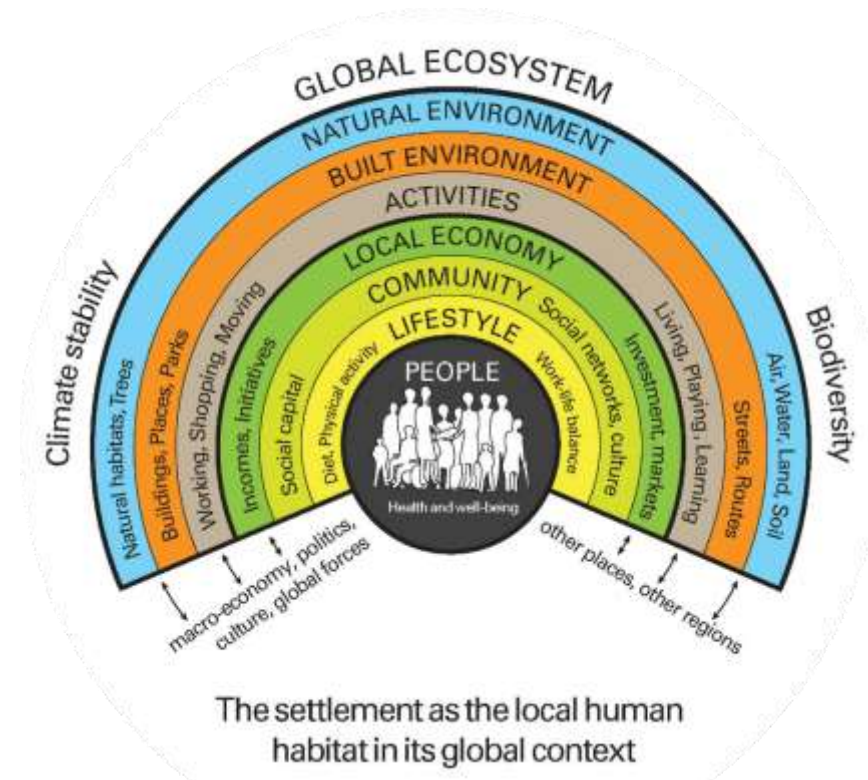 GLOBAL ECOSYSTEM
NATURAL ENVIRONMENT
BUILT ENVIRONMENT
ACTIVITIES
LOCAL ECONOMY
COMMUNITY
LIFESTYLE
PEOPLE
Health and well-being
Climate stability
Natural habitats, Trees
Buildings, Places, Parks
Working, Shopping, Moving
Incomes, Initiatives
Social capital
Diet, Physical activity
Work-life balance
Social networks, culture
Investment, markets
Living, Playing, Learning
Streets, Routes
Air, Water, Land, Soil
Biodiversity
macro-economy, politics,
culture, global forces
other places, other regions
The settlement as the local human
habitat in its global context